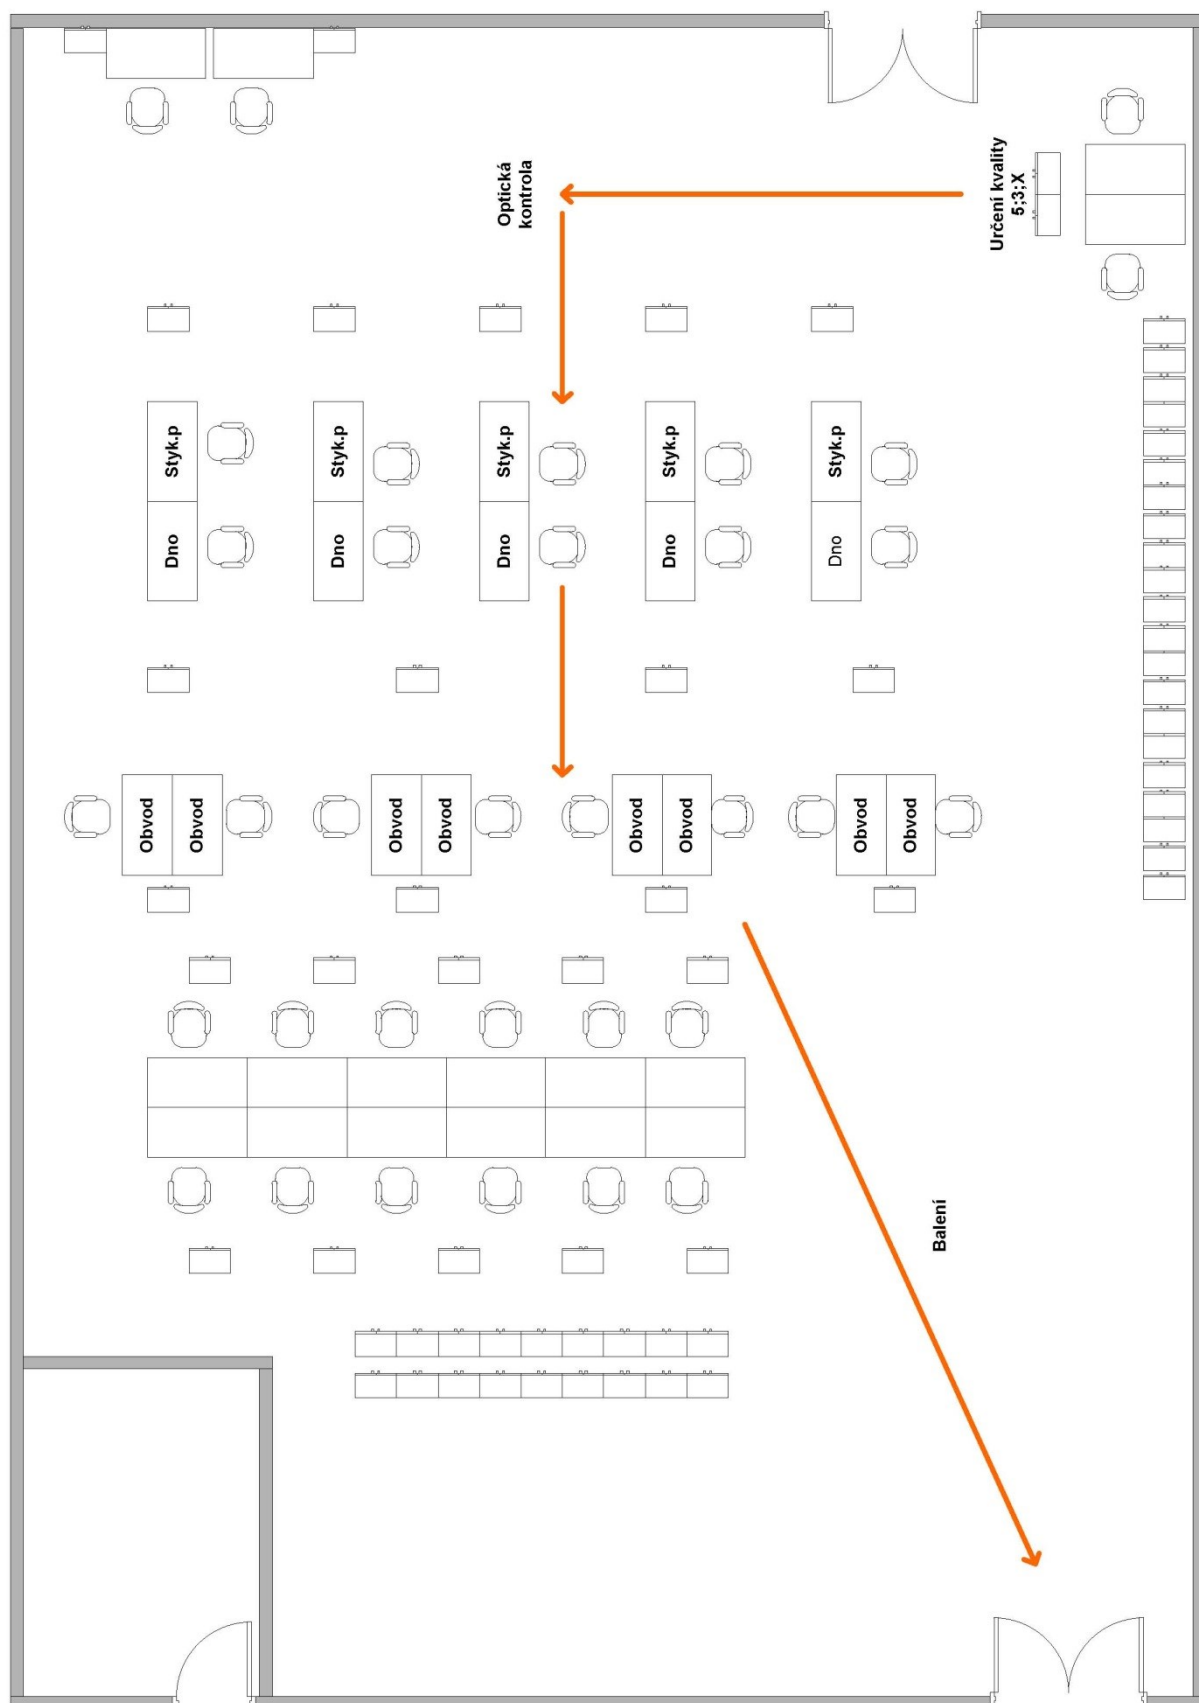 Určení kvality
5;3;X
Optická
kontrola
Styk.p
Styk.p
Styk.p
Styk.p
Styk.p
Dno
Dno
Dno
Dno
Dno
Obvod
Obvod
Obvod
Obvod
Obvod
Obvod
Obvod
Obvod
Balení